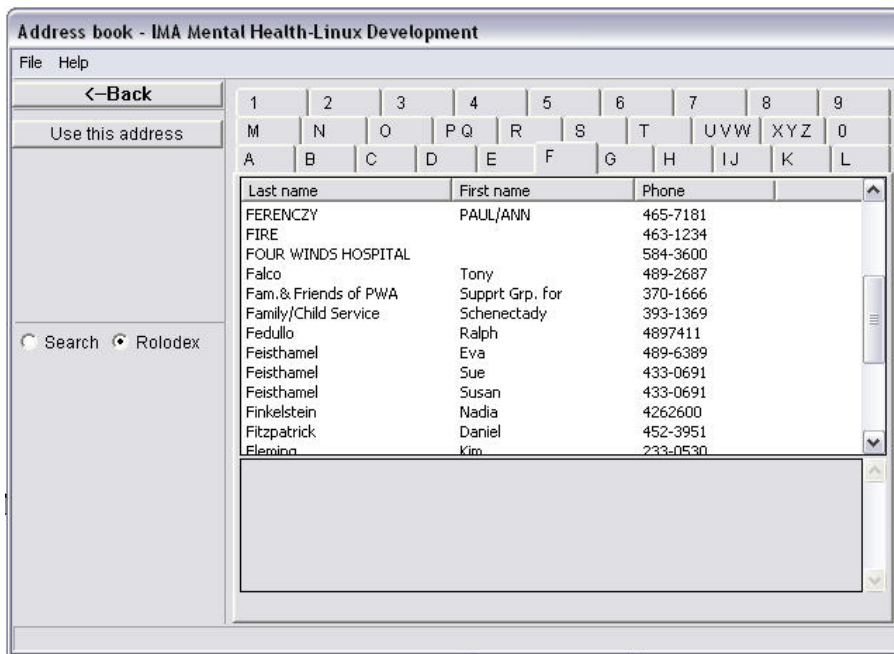 Address book - IMA Mental Health-Linux Development
File Help
<-Back
Use this address
Search Rolodex
1 2 3 4 5 6 7 8 9
M N O P Q R S T U V W X Y Z 0
A B C D E F G H I J K L
Last name First name Phone
FERENCZY PAUL/ANN 465-7181
FIRE 463-1234
FOUR WINDS HOSPITAL 584-3600
Falco Tony 489-2687
Fam.& Friends of PWA Supprt Grp. for 370-1666
Family/Child Service Schenectady 393-1369
Fedullo Ralph 4897411
Feisthamel Eva 489-6389
Feisthamel Sue 433-0691
Feisthamel Susan 433-0691
Finkelstein Nadia 4262600
Fitzpatrick Daniel 452-3951
Fleming Kim 233-0530